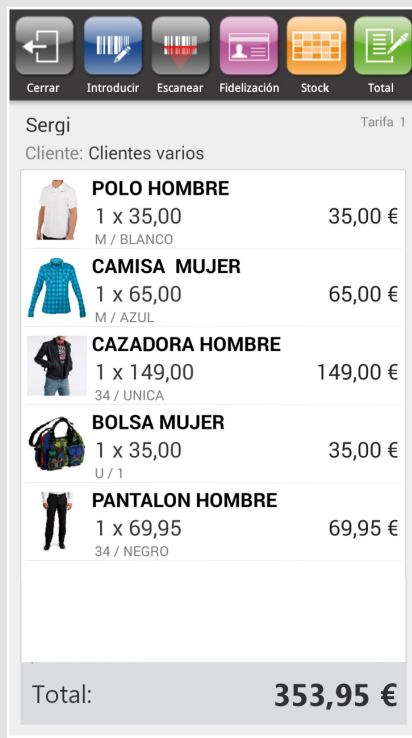 Cerrar Introducir Escanear Fidelización Stock Total
Sergi Tarifa 1
Cliente: Clientes varios
POLO HOMBRE
1 x 35,00 35,00 €
M / BLANCO
CAMISA MUJER
1 x 65,00 65,00 €
M / AZUL
CAZADORA HOMBRE
1 x 149,00 149,00 €
34 / UNICA
BOLSA MUJER
1 x 35,00 35,00 €
U / 1
PANTALON HOMBRE
1 x 69,95 69,95 €
34 / NEGRO
Total: 353,95 €